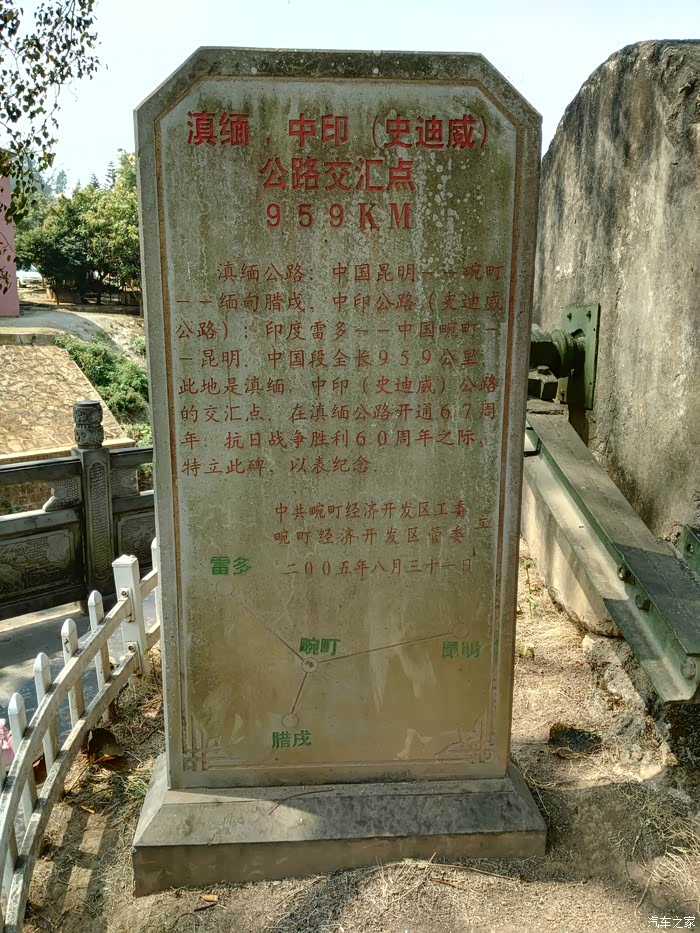 滇缅、中印（史迪威）
公路交汇点
959KM
滇缅公路：中国昆明——畹町
——缅甸腊戌，中印公路（史迪威
公路）：印度雷多——中国畹町—
—昆明，中国段全长959公里，
此地是滇缅、中印（史迪威）公路
的交汇点，在滇缅公路开通67周
年，抗日战争胜利60周年之际，
特立此碑，以表纪念。
中共畹町经济开发区工委
畹町经济开发区管委 立
二00五年八月三十一日
雷多
畹町
昆明
腊戌
汽车之家